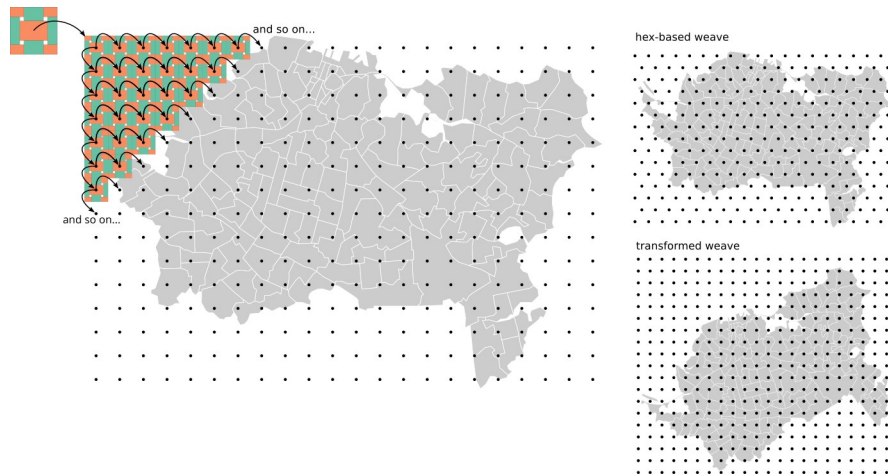 and so on...
and so on...
hex-based weave
transformed weave